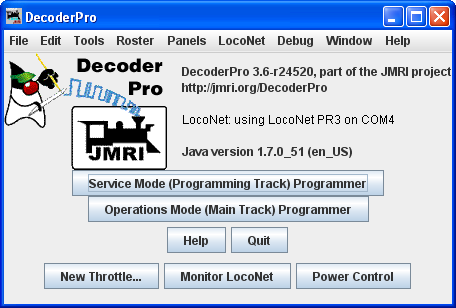 DecoderPro
File Edit Tools Roster Panels LocoNet Debug Window Help
Decoder
Pro
JMRI
DecoderPro 3.6-r24520, part of the JMRI project
http://jmri.org/DecoderPro
LocoNet: using LocoNet PR3 on COM4
Java version 1.7.0_51 (en_US)
Service Mode (Programming Track) Programmer
Operations Mode (Main Track) Programmer
Help Quit
New Throttle... Monitor LocoNet Power Control